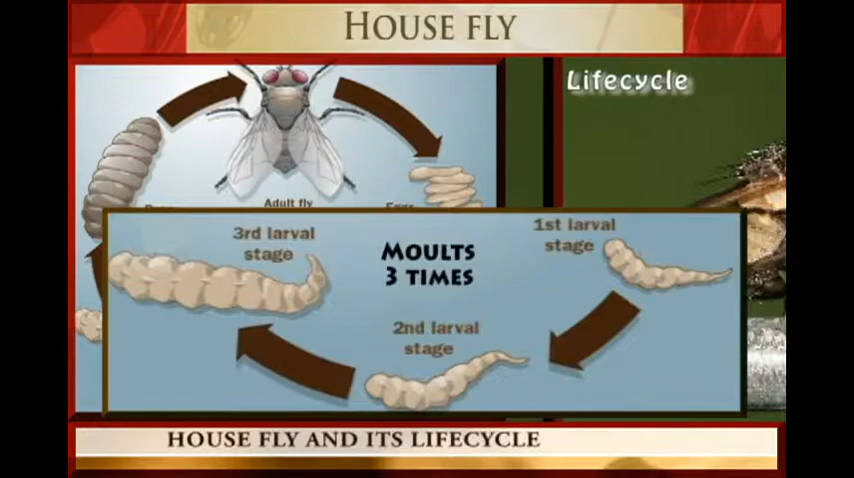 HOUSE FLY
Lifecycle
Adult fly
Eggs
3rd larval
stage
MOULTS
3 TIMES
1st larval
stage
2nd larval
stage
HOUSE FLY AND ITS LIFECYCLE